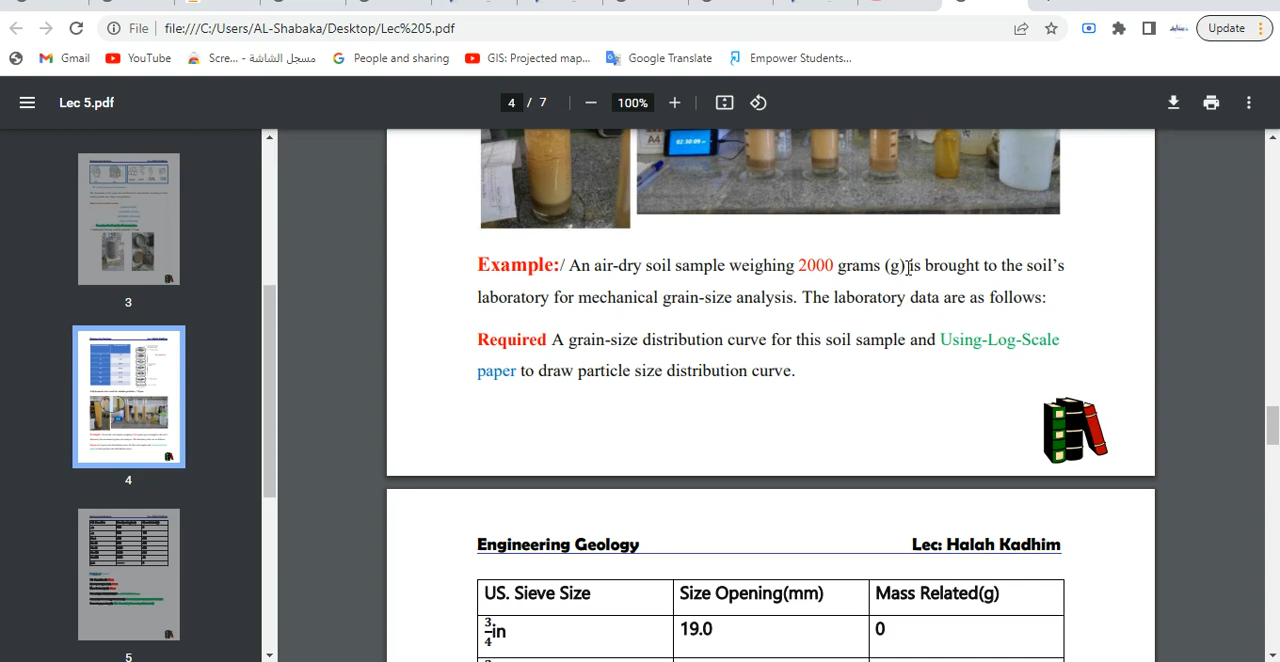 File
file:///C:/Users/AL-Shabaka/Desktop/Lec%205.pdf
Update
Gmail
YouTube
Scre... - مسجل الشاشة
People and sharing
GIS: Projected map...
Google Translate
Empower Students...
Lec 5.pdf
4 / 7
100%
3
4
5
A4
Example:/ An air-dry soil sample weighing 2000 grams (g) is brought to the soil's
laboratory for mechanical grain-size analysis. The laboratory data are as follows:
Required A grain-size distribution curve for this soil sample and Using-Log-Scale
paper to draw particle size distribution curve.
Engineering Geology Lec: Halah Kadhim
US. Sieve Size Size Opening(mm) Mass Related(g)
3/4in 19.0 0